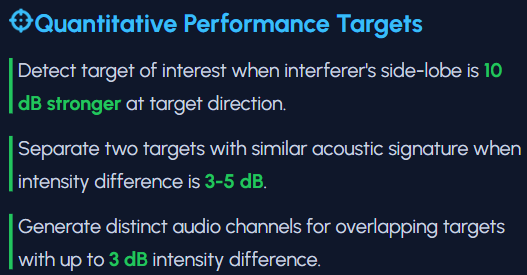 Quantitative Performance Targets
Detect target of interest when interferer's side-lobe is 10
dB stronger at target direction.
Separate two targets with similar acoustic signature when
intensity difference is 3-5 dB.
Generate distinct audio channels for overlapping targets
with up to 3 dB intensity difference.